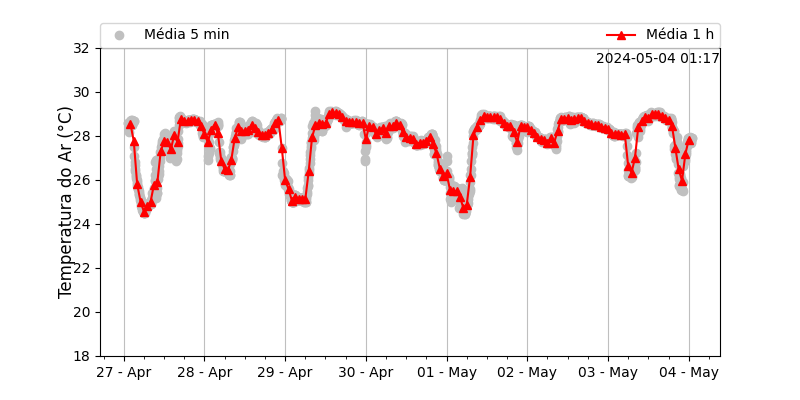 Média 5 min
Média 1 h
2024-05-04 01:17
Temperatura do Ar (°C)
32
30
28
26
24
22
20
18
27 - Apr
28 - Apr
29 - Apr
30 - Apr
01 - May
02 - May
03 - May
04 - May